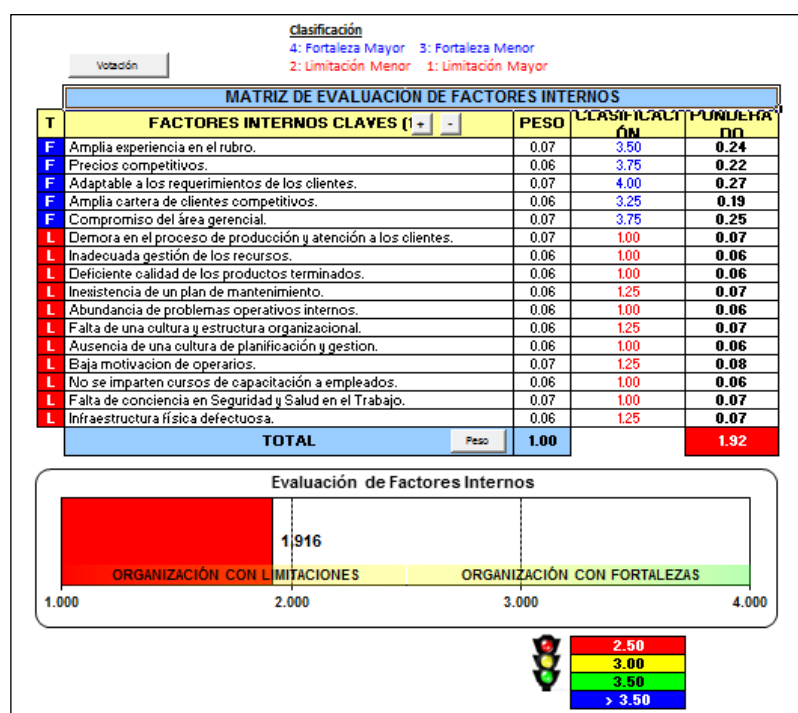 Clasificación
4: Fortaleza Mayor 3: Fortaleza Menor
Votación
2: Limitación Menor 1: Limitación Mayor
MATRIZ DE EVALUACIÓN DE FACTORES INTERNOS
T FACTORES INTERNOS CLAVES (1 + - PESO CLASIFICACIÓN PONDERADO
F Amplia experiencia en el rubro. 0.07 3.50 0.24
F Precios competitivos. 0.06 3.75 0.22
F Adaptable a los requerimientos de los clientes. 0.07 4.00 0.27
F Amplia cartera de clientes competitivos. 0.06 3.25 0.19
F Compromiso del área gerencial. 0.07 3.75 0.25
L Demora en el proceso de producción y atención a los clientes. 0.07 1.00 0.07
L Inadecuada gestión de los recursos. 0.06 1.00 0.06
L Deficiente calidad de los productos terminados. 0.06 1.00 0.06
L Inexistencia de un plan de mantenimiento. 0.06 1.25 0.07
L Abundancia de problemas operativos internos. 0.06 1.00 0.06
L Falta de una cultura y estructura organizacional. 0.06 1.25 0.07
L Ausencia de una cultura de planificación y gestion. 0.06 1.00 0.06
L Baja motivacion de operarios. 0.07 1.25 0.08
L No se imparten cursos de capacitación a empleados. 0.06 1.00 0.06
L Falta de conciencia en Seguridad y Salud en el Trabajo. 0.07 1.00 0.07
L Infraestructura física defectuosa. 0.06 1.25 0.07
TOTAL Peso 1.00 1.92
Evaluación de Factores Internos
1,916
ORGANIZACIÓN CON LIMITACIONES ORGANIZACIÓN CON FORTALEZAS
1.000 2.000 3.000 4.000
2.50
3.00
3.50
> 3.50